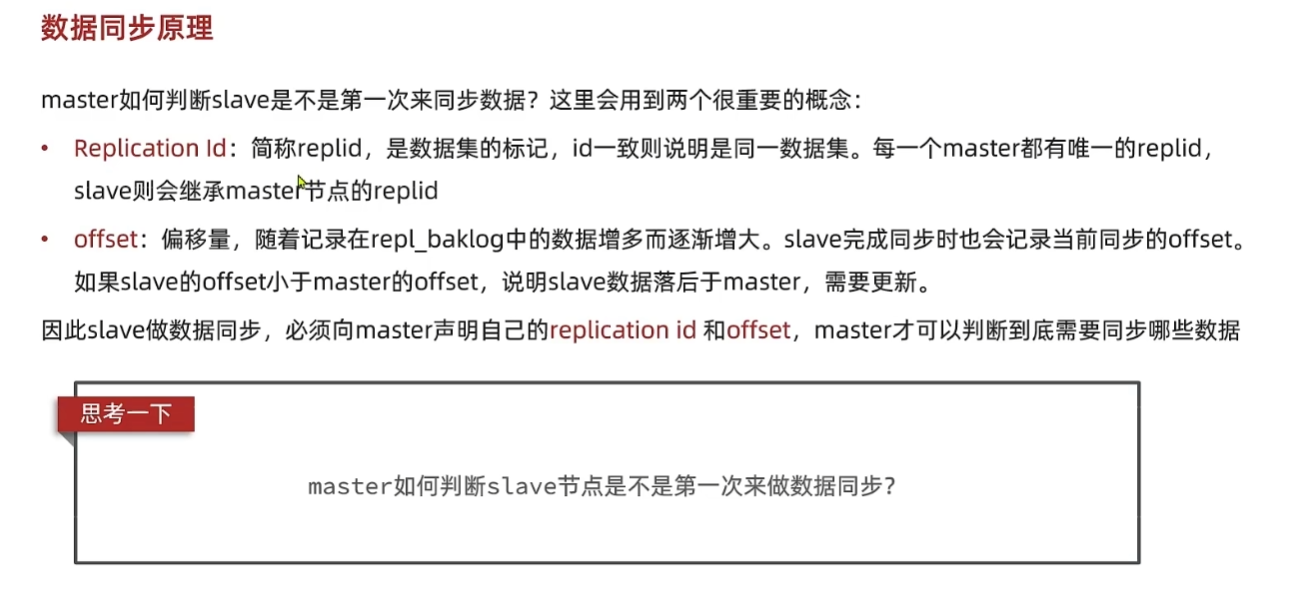 数据同步原理
master如何判断slave是不是第一次来同步数据？这里会用到两个很重要的概念：
• Replication Id：简称replid，是数据集的标记，id一致则说明是同一数据集。每一个master都有唯一的replid，
slave则会继承master节点的replid
• offset：偏移量，随着记录在repl_baklog中的数据增多而逐渐增大。slave完成同步时也会记录当前同步的offset。
如果slave的offset小于master的offset，说明slave数据落后于master，需要更新。
因此slave做数据同步，必须向master声明自己的replication id 和offset，master才可以判断到底需要同步哪些数据
思考一下
master如何判断slave节点是不是第一次来做数据同步？